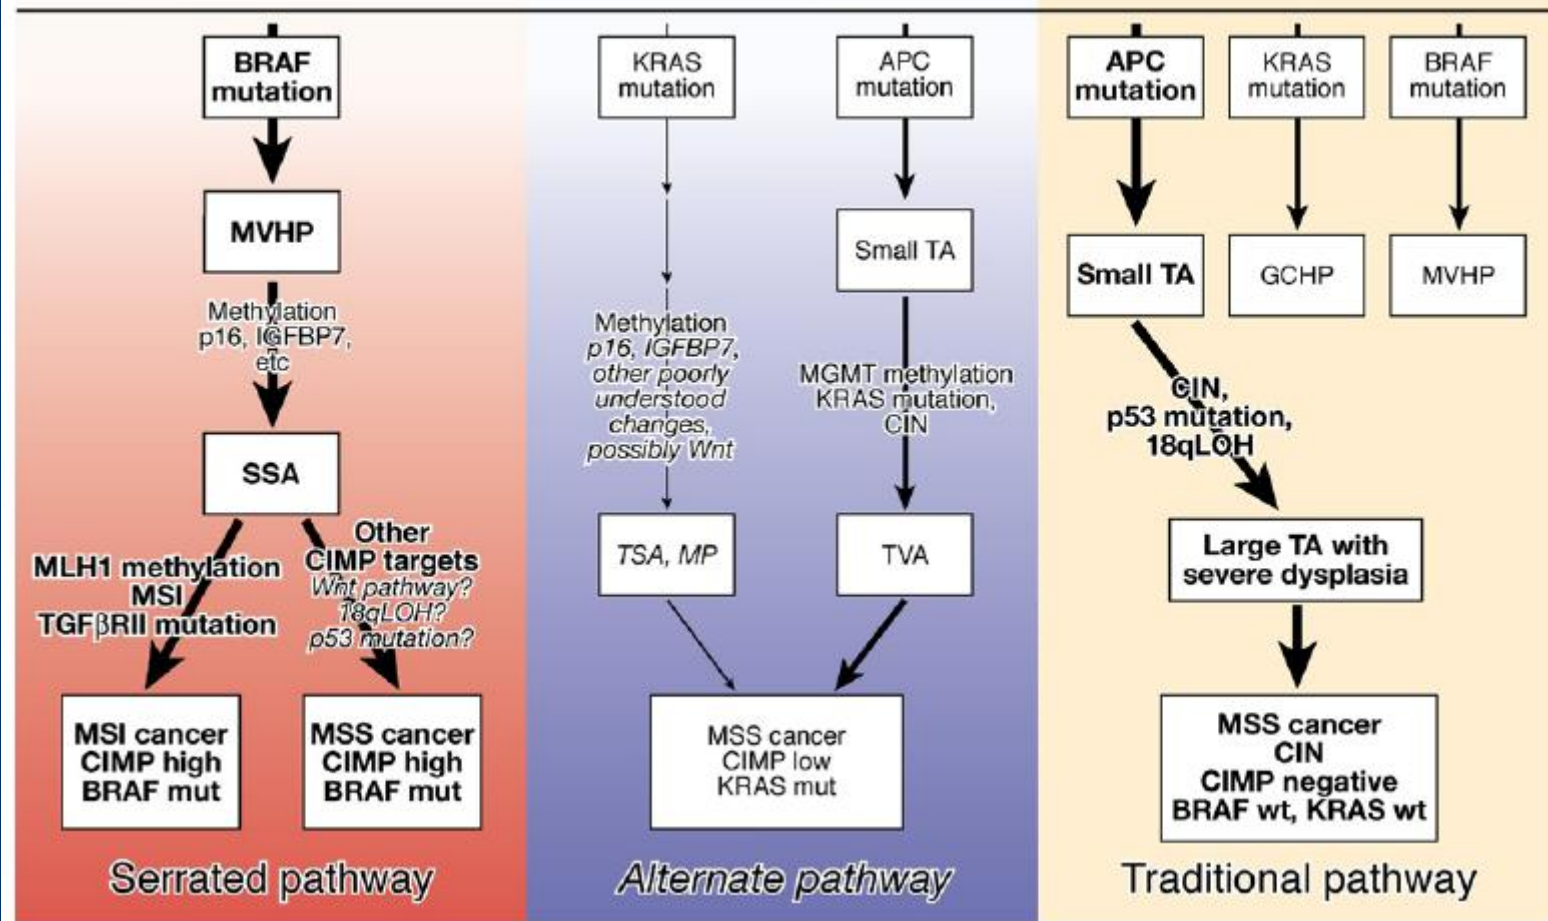 BRAF
mutation
MVHP
Methylation
p16, IGFBP7,
etc
SSA
MLH1 methylation
MSI
TGFβRII mutation
Other
CIMP targets
Wnt pathway?
18qLOH?
p53 mutation?
MSI cancer
CIMP high
BRAF mut
MSS cancer
CIMP high
BRAF mut
Serrated pathway
KRAS
mutation
Methylation
p16, IGFBP7,
other poorly
understood
changes,
possibly Wnt
TSA, MP
APC
mutation
Small TA
MGMT methylation
KRAS mutation,
CIN
TVA
MSS cancer
CIMP low
KRAS mut
Alternate pathway
APC
mutation
Small TA
CIN,
p53 mutation,
18qLOH
KRAS
mutation
GCHP
BRAF
mutation
MVHP
Large TA with
severe dysplasia
MSS cancer
CIN
CIMP negative
BRAF wt, KRAS wt
Traditional pathway